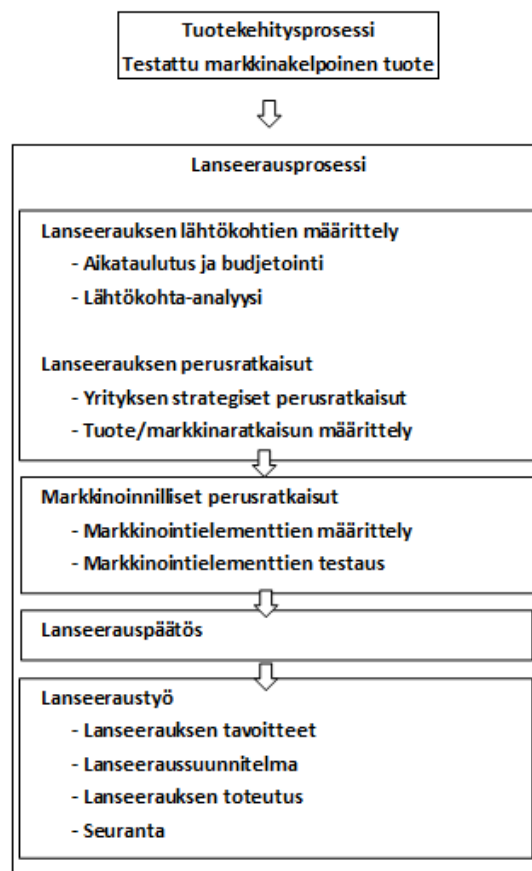 Tuotekehitysprosessi
Testattu markkinakelpoinen tuote
Lanseerausprosessi
Lanseerauksen lähtökohtien määrittely
- Aikataulutus ja budjetointi
- Lähtökohta-analyysi
Lanseerauksen perusratkaisut
- Yrityksen strategiset perusratkaisut
- Tuote/markkinaratkaisun määrittely
Markkinoinnilliset perusratkaisut
- Markkinointielementtien määrittely
- Markkinointielementtien testaus
Lanseerauspäätös
Lanseeraustyö
- Lanseerauksen tavoitteet
- Lanseeraussuunnitelma
- Lanseerauksen toteutus
- Seuranta